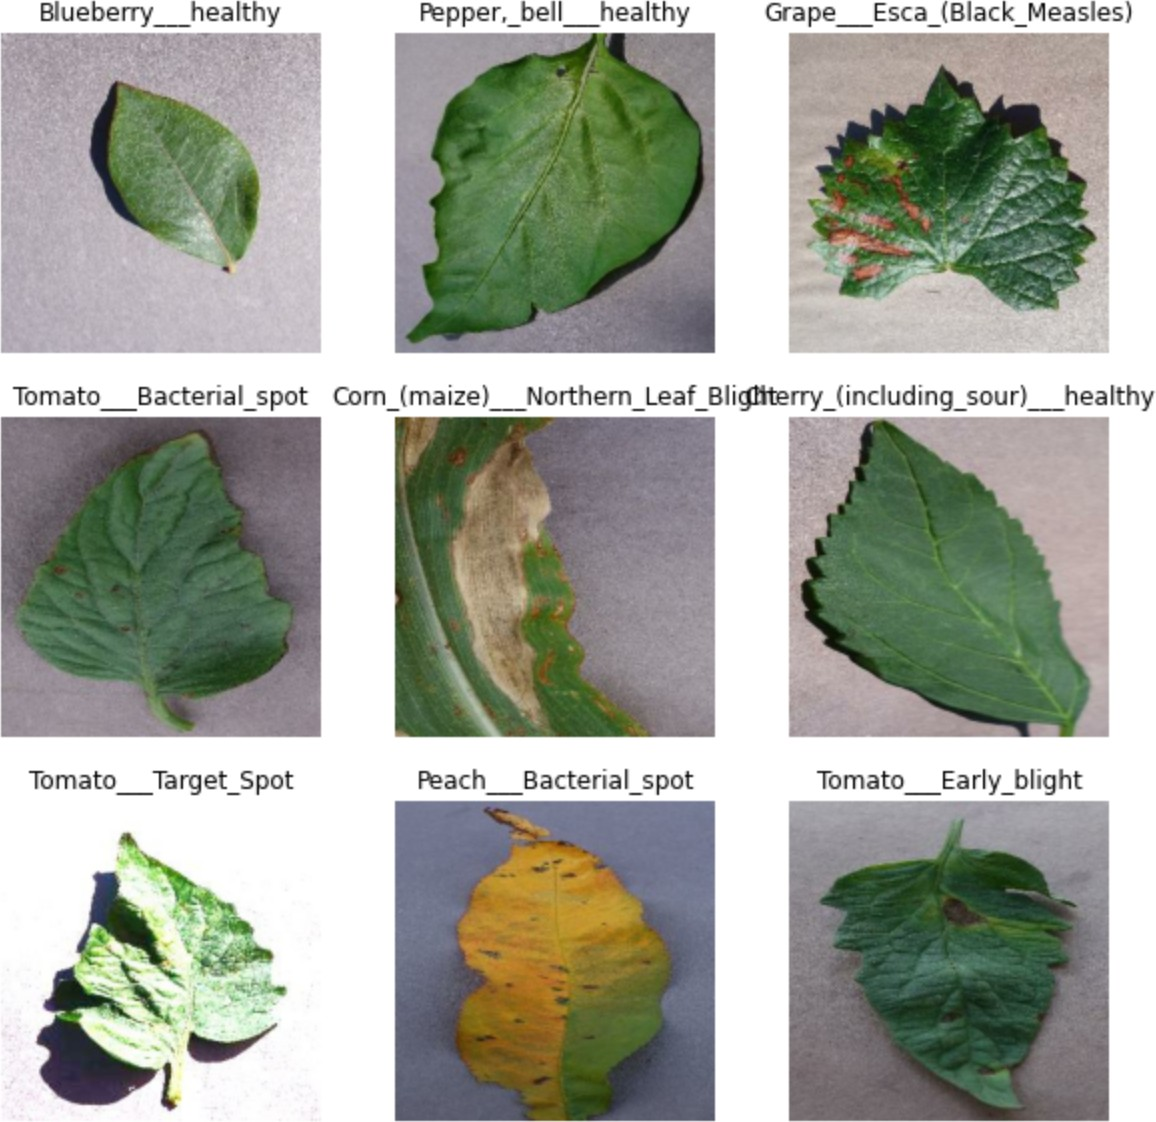 Blueberry___healthy
Pepper,_bell___healthy
Grape___Esca_(Black_Measles)
Tomato___Bacterial_spot
Corn_(maize)___Northern_Leaf_Blight
Cherry_(including_sour)___healthy
Tomato___Target_Spot
Peach___Bacterial_spot
Tomato___Early_blight